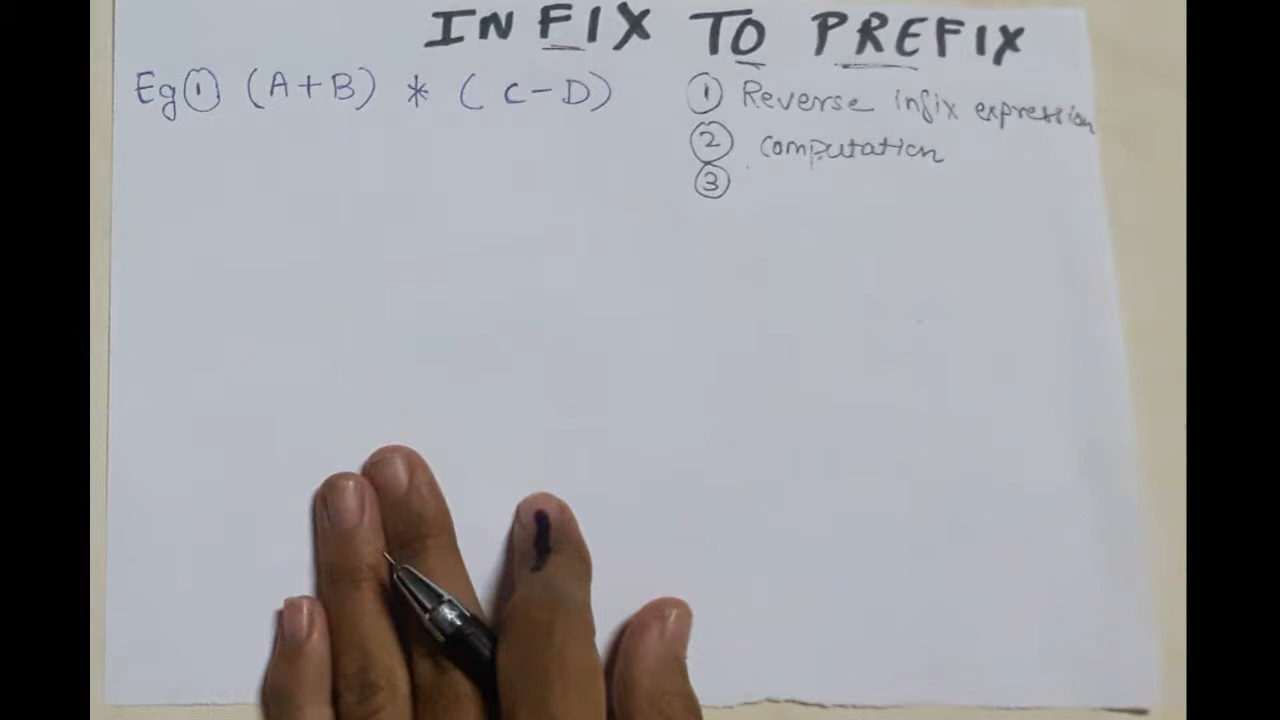 INFIX TO PREFIX
Eg① (A+B) * (C-D)
① Reverse infix expression
② computation
③